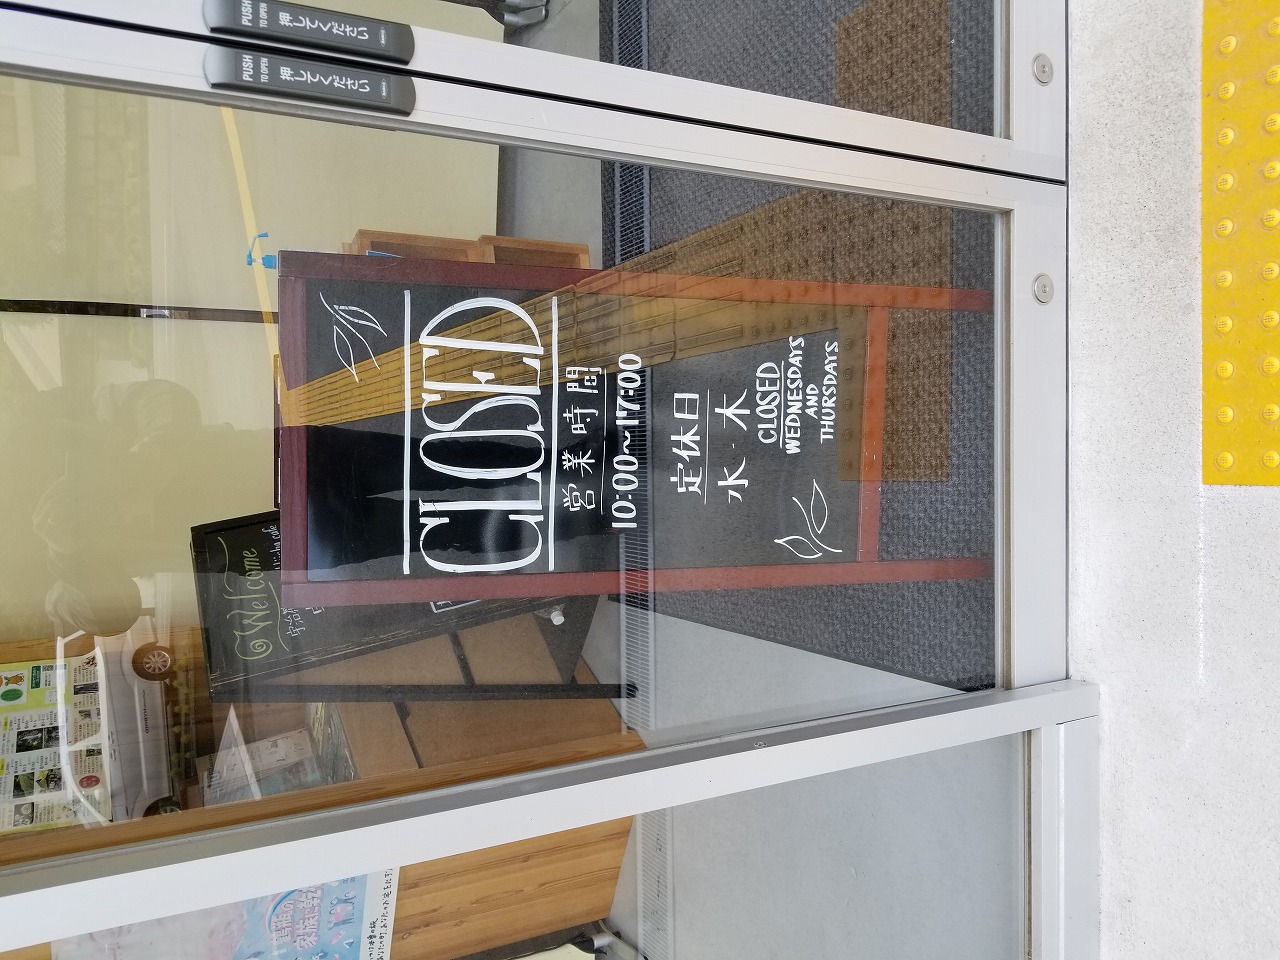 PUSH
TO OPEN
押してください
PUSH
TO OPEN
押してください
CLOSED
営業時間
10:00~17:00
定休日
水・木
CLOSED
WEDNESDAYS
AND
THURSDAYS
Welcome
cafe